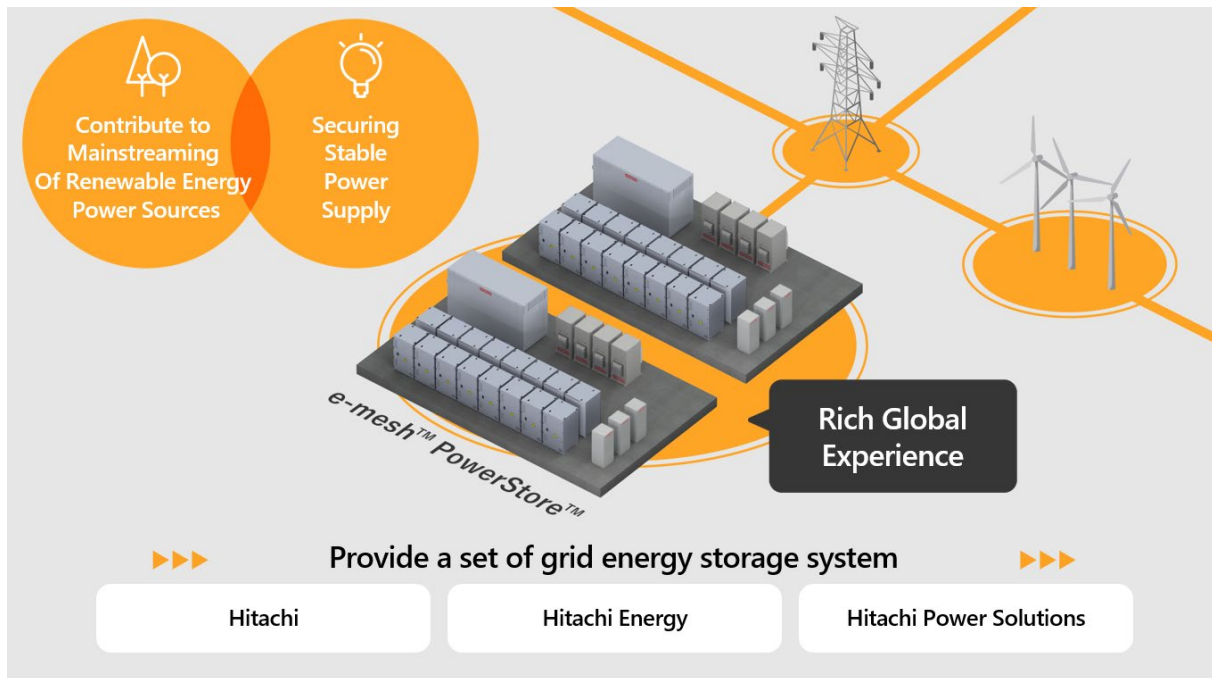 Contribute to
Mainstreaming
Of Renewable Energy
Power Sources
Securing
Stable
Power
Supply
e-mesh™ PowerStore™
Rich Global
Experience
Provide a set of grid energy storage system
Hitachi
Hitachi Energy
Hitachi Power Solutions